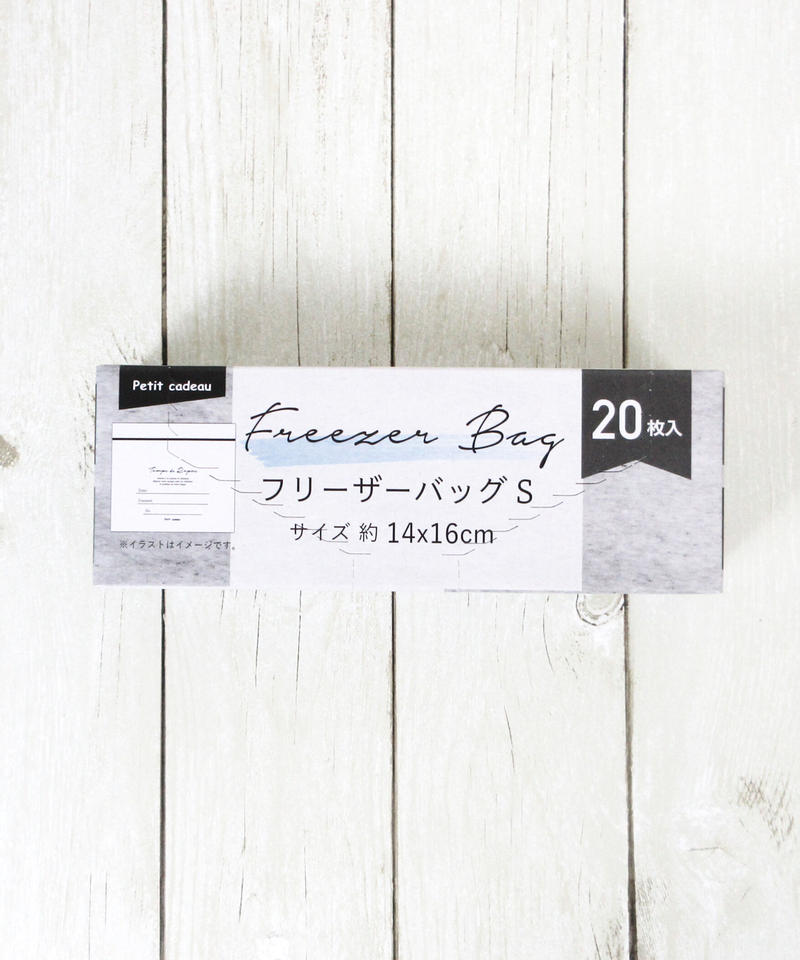 Petit cadeau
Freezer Bag
フリーザーバッグ S
サイズ 約 14x16cm
20枚入
※イラストはイメージです。